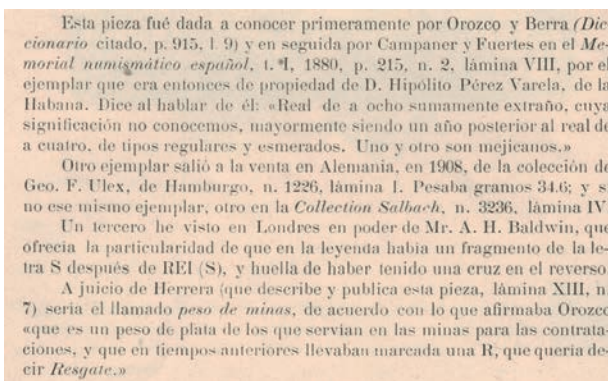 Esta pieza fué dada a conocer primeramente por Orozco y Berra (Dic-
cionario citado, p. 915, l. 9) y en seguida por Campaner y Fuertes en el Me-
morial numismático español, t. I, 1880, p. 215, n. 2, lámina VIII, por el
ejemplar que era entonces de propiedad de D. Hipólito Pérez Varela, de la
Habana. Dice al hablar de él: «Real de a ocho sumamente extraño, cuya
significación no conocemos, mayormente siendo un año posterior al real de
a cuatro, de tipos regulares y esmerados. Uno y otro son mejicanos.»
Otro ejemplar salió a la venta en Alemania, en 1908, de la colección de
Geo. F. Ulex, de Hamburgo, n. 1226, lámina I. Pesaba gramos 34.6; y s
no ese mismo ejemplar, otro en la Collection Salbach, n. 3236, lámina IV
Un tercero he visto en Londres en poder de Mr. A. H. Baldwin, que
ofrecía la particularidad de que en la leyenda había un fragmento de la le-
tra S después de REI (S), y huella de haber tenido una cruz en el reverso
A juicio de Herrera (que describe y publica esta pieza, lámina XIII, n.
7) sería el llamado peso de minas, de acuerdo con lo que afirmaba Orozco
«que es un peso de plata de los que servían en las minas para las contrata-
ciones, y que en tiempos anteriores llevaban marcada una R, que quería de-
cir Resgate.»